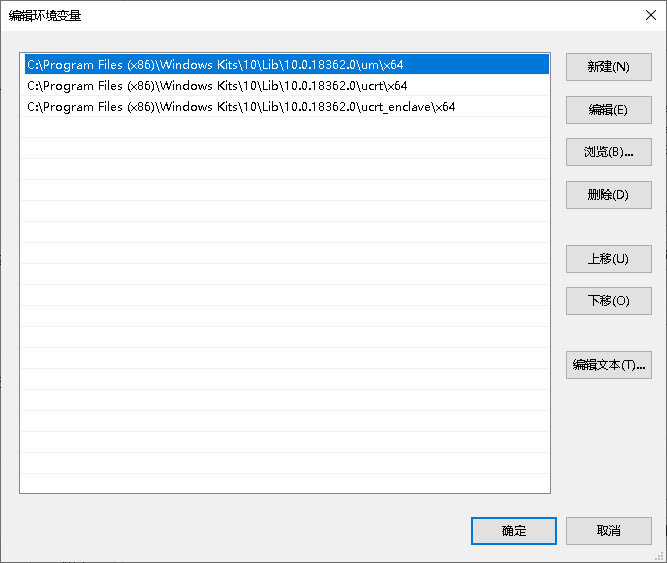 编辑环境变量
C:\Program Files (x86)\Windows Kits\10\Lib\10.0.18362.0\um\x64
C:\Program Files (x86)\Windows Kits\10\Lib\10.0.18362.0\ucrt\x64
C:\Program Files (x86)\Windows Kits\10\Lib\10.0.18362.0\ucrt_enclave\x64
新建(N)
编辑(E)
浏览(B)...
删除(D)
上移(U)
下移(O)
编辑文本(T)...
确定
取消